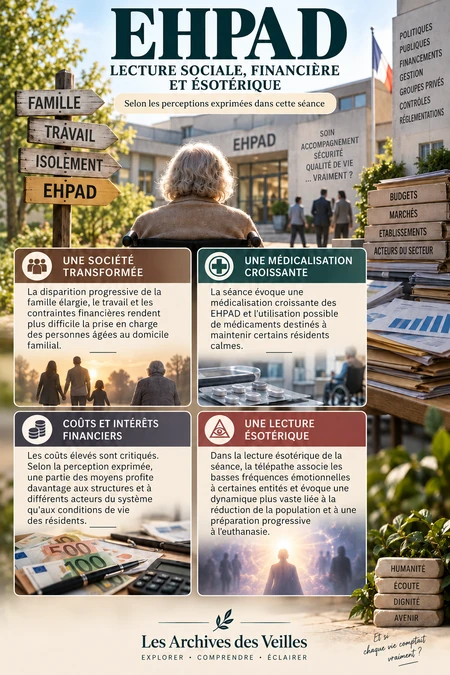 EHPAD
LECTURE SOCIALE, FINANCIÈRE
ET ÉSOTÉRIQUE
Selon les perceptions exprimées dans cette séance
FAMILLE
TRAVAIL
ISOLEMENT
EHPAD
EHPAD
SOIN
ACCOMPAGNEMENT
SÉCURITÉ
QUALITÉ DE VIE
... VRAIMENT ?
POLITIQUES
PUBLIQUES
FINANCEMENTS
GESTION
GROUPES PRIVÉS
CONTRÔLES
RÉGLEMENTATIONS
BUDGETS
MARCHÉS
ÉTABLISSEMENTS
ACTEURS DU SECTEUR
UNE SOCIÉTÉ
TRANSFORMÉE
La disparition progressive de la
famille élargie, le travail et les
contraintes financières rendent
plus difficile la prise en charge
des personnes âgées au domicile
familial.
UNE MÉDICALISATION
CROISSANTE
La séance évoque une
médicalisation croissante des
EHPAD et l'utilisation possible
de médicaments destinés à
maintenir certains résidents
calmes.
COÛTS ET INTÉRÊTS
FINANCIERS
Les coûts élevés sont critiqués.
Selon la perception exprimée,
une partie des moyens profite
davantage aux structures et à
différents acteurs du système
qu'aux conditions de vie
des résidents.
UNE LECTURE
ÉSOTÉRIQUE
Dans la lecture ésotérique de la
séance, la télépathe associe les
basses fréquences émotionnelles
à certaines entités et évoque une
dynamique plus vaste liée à la
réduction de la population et à une
préparation progressive
à l'euthanasie.
500
100
HUMANITÉ
ÉCOUTE
DIGNITÉ
AVENIR
Et si
chaque vie comptait
vraiment ?
Les Archives des Veilles
EXPLORER • COMPRENDRE • ÉCLAIRER